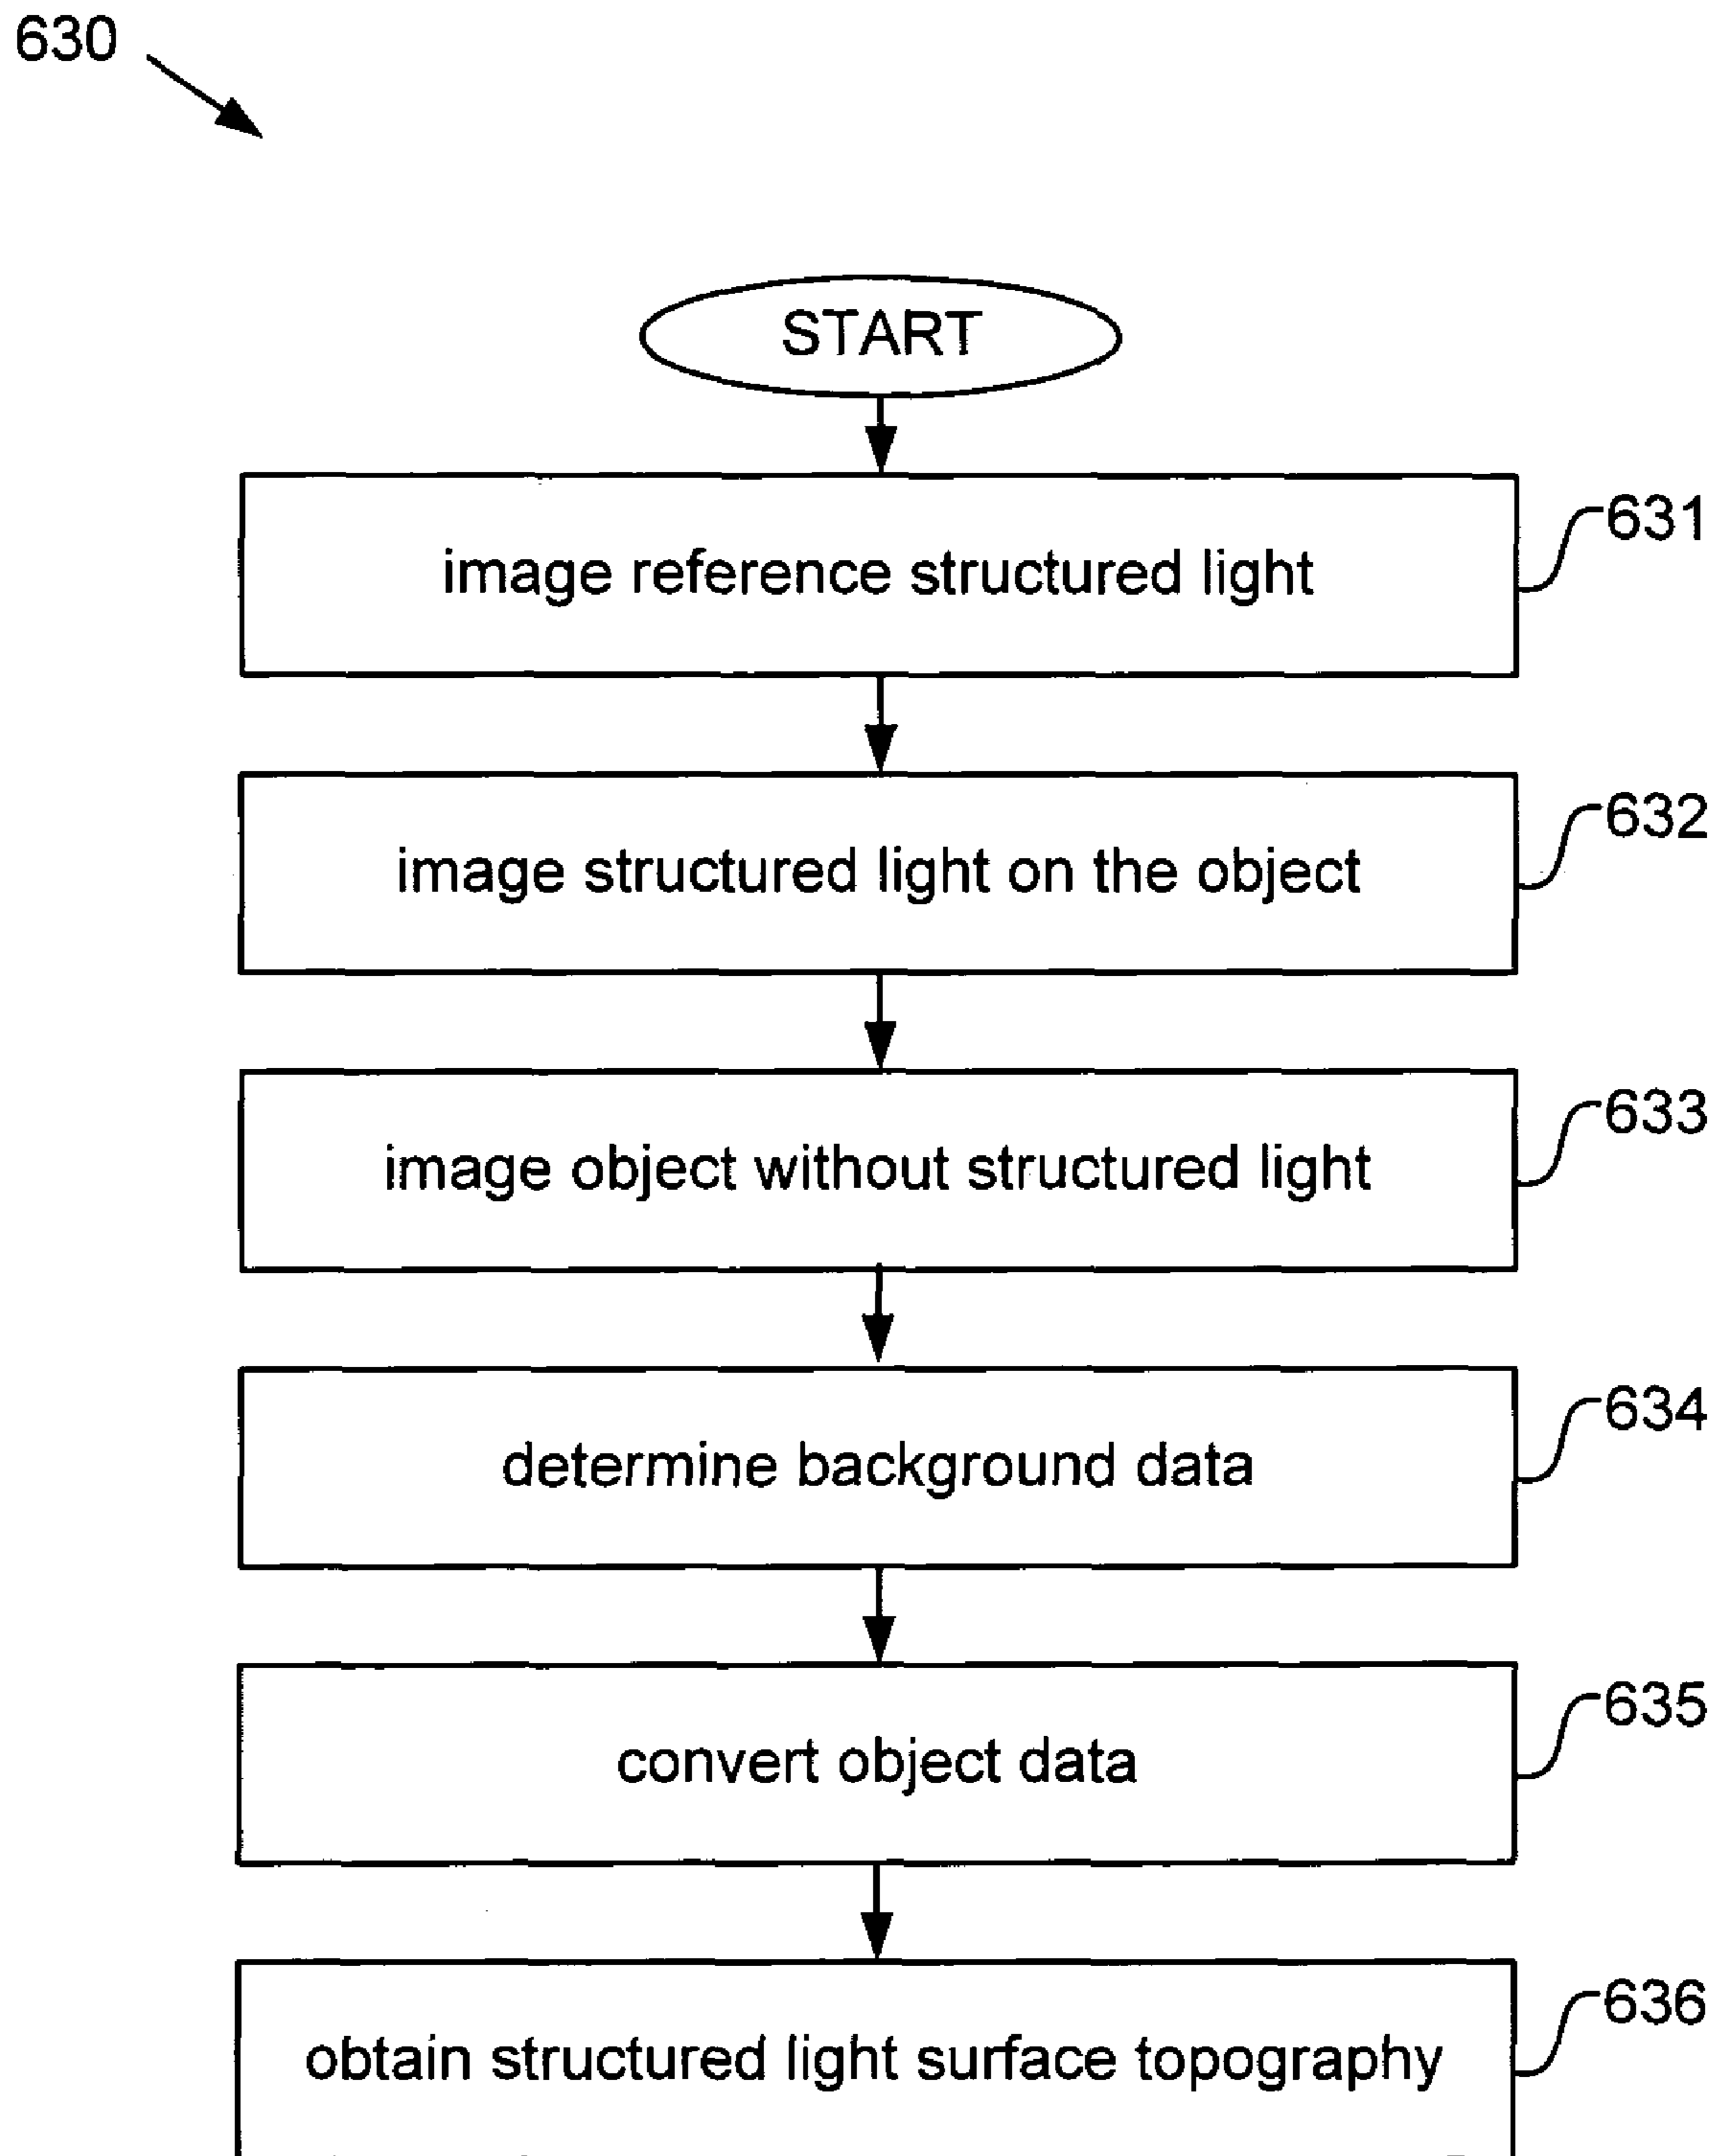 630
START
image reference structured light
631
image structured light on the object
632
image object without structured light
633
determine background data
634
convert object data
635
obtain structured light surface topography
636